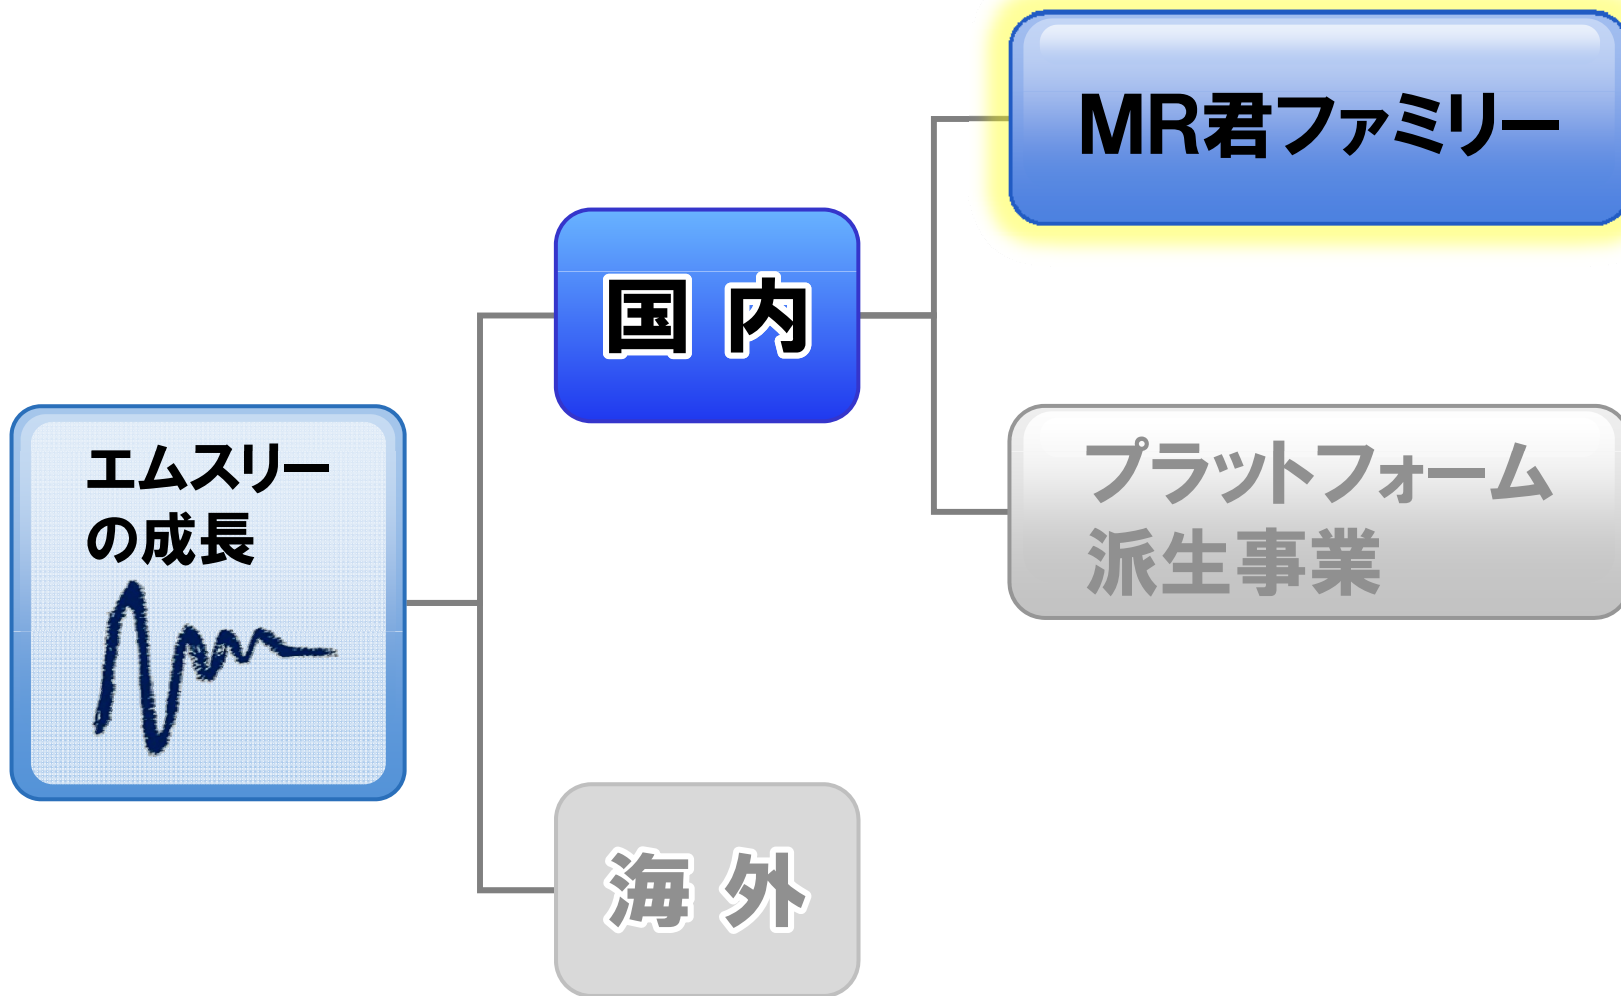 MR君ファミリー
国内
エムスリー
の成長
プラットフォーム
派生事業
海外